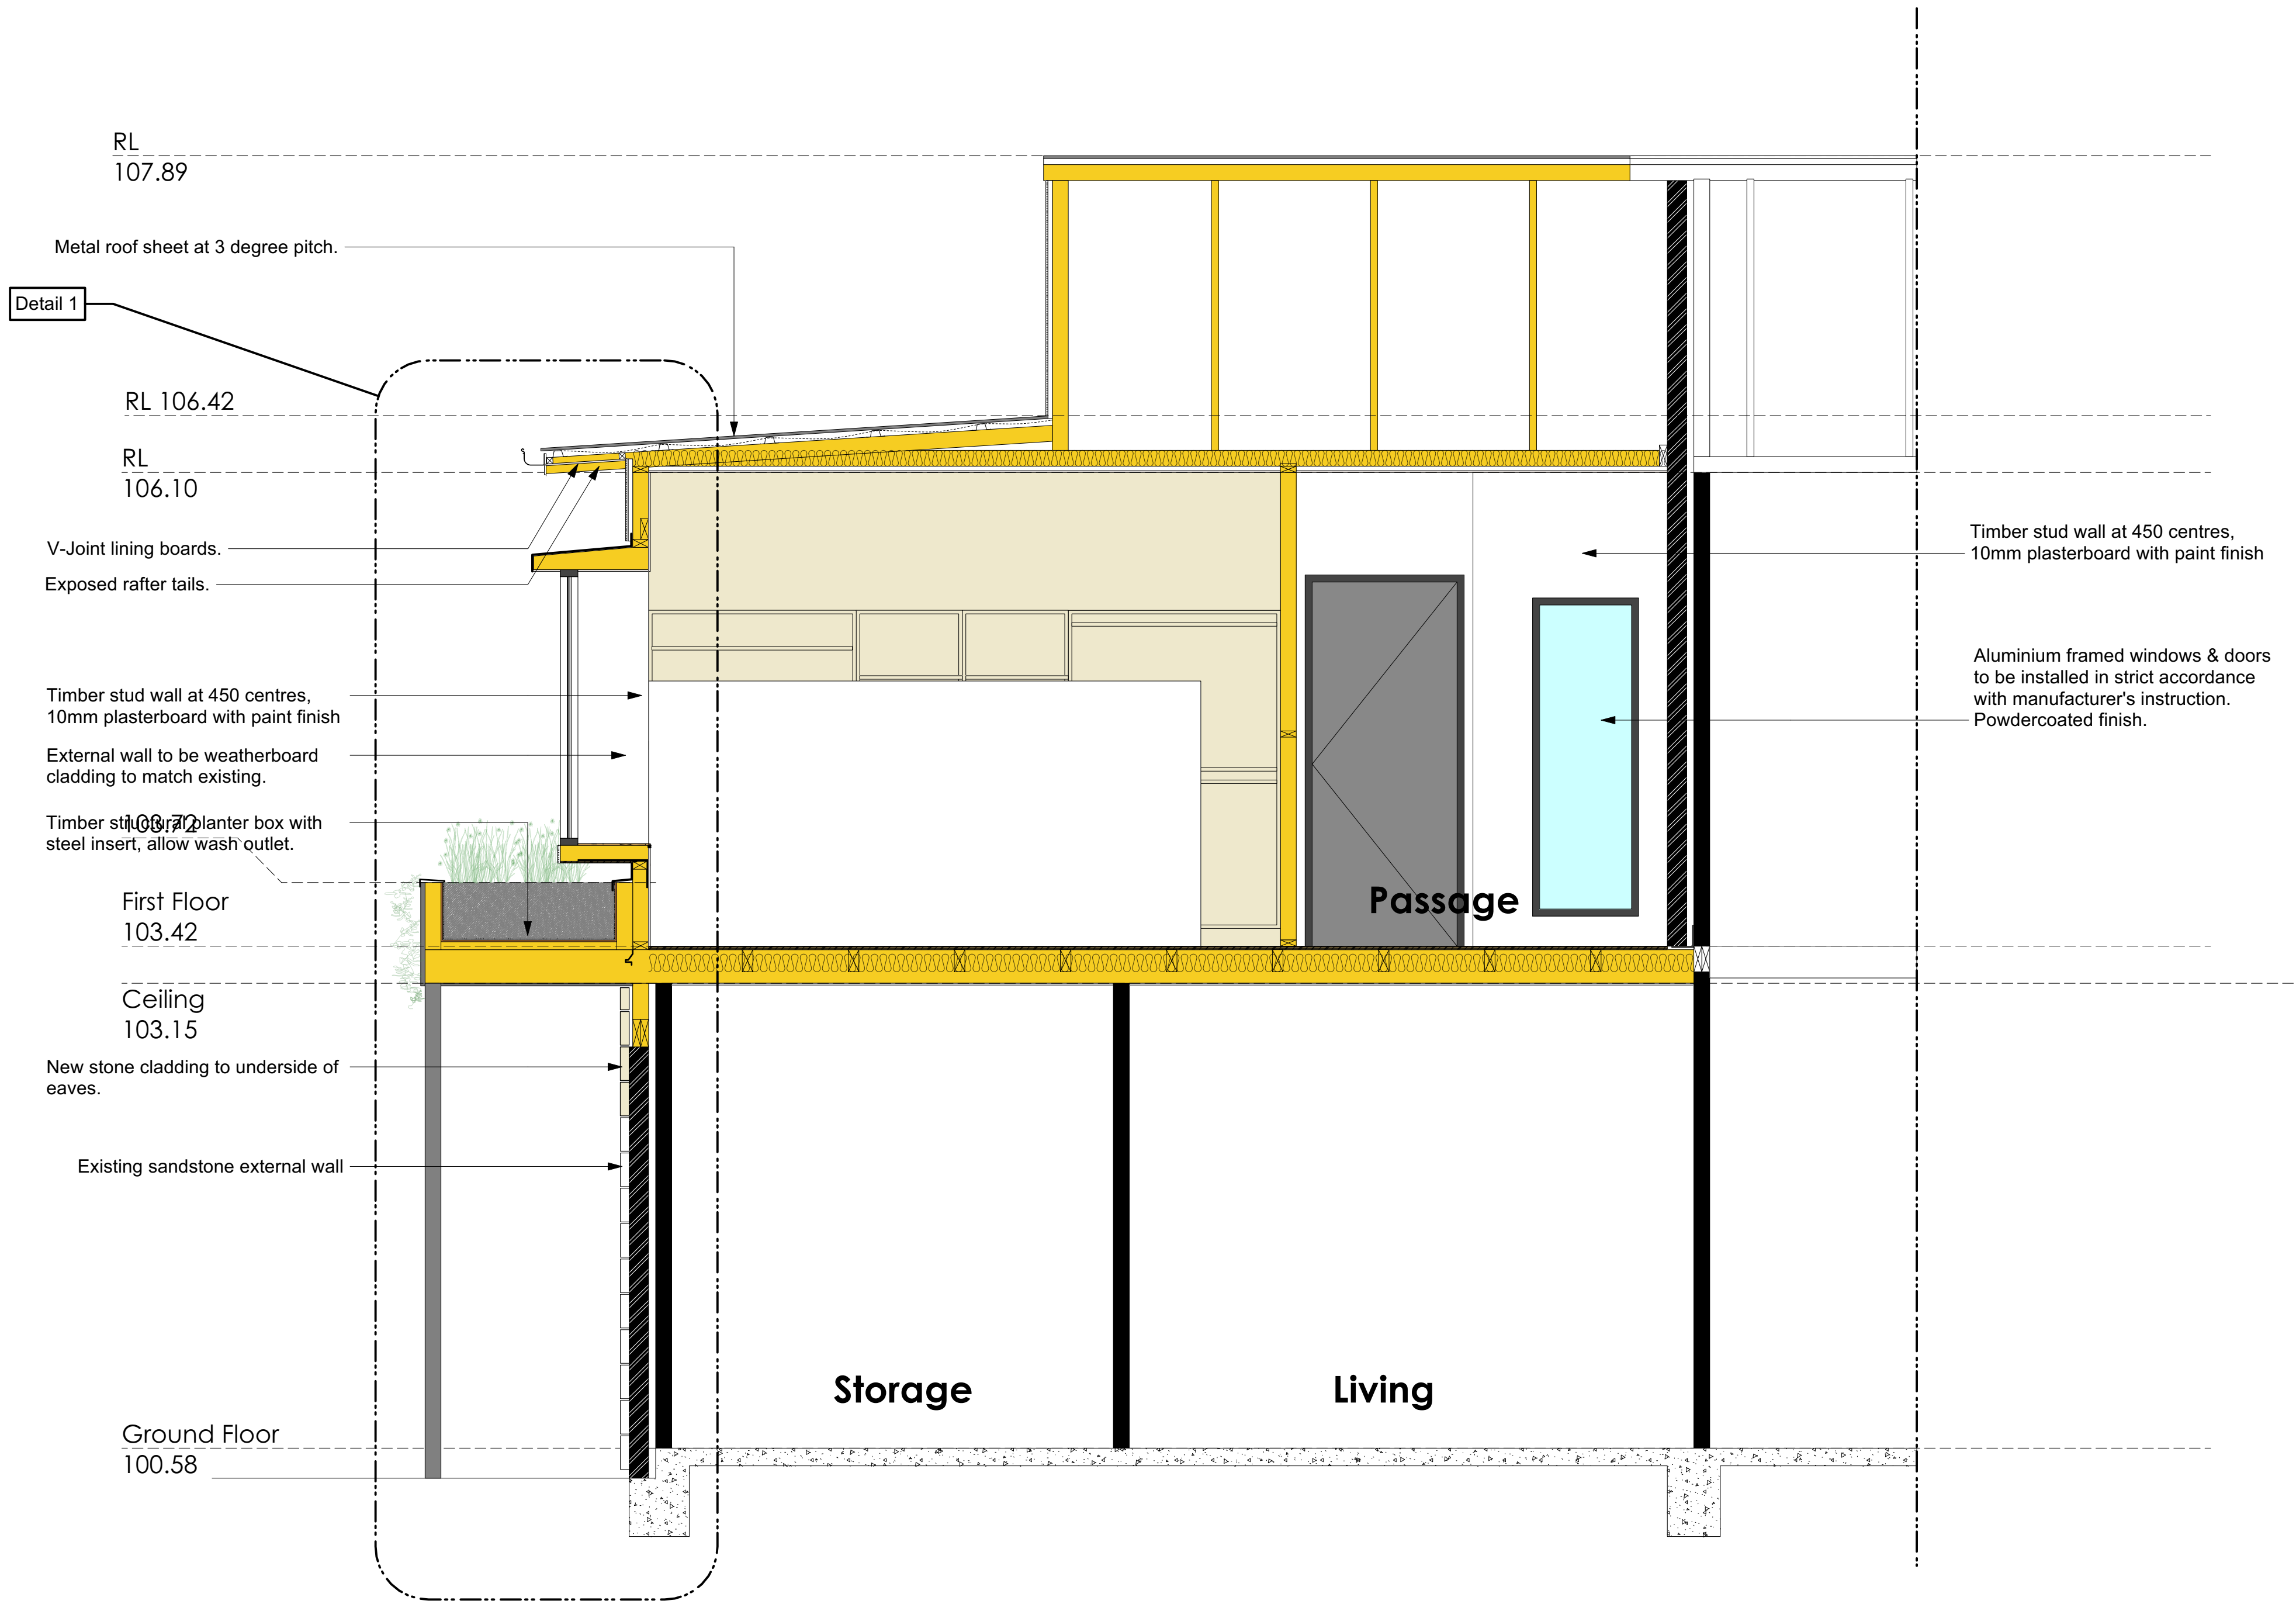 RL
107.89
Metal roof sheet at 3 degree pitch.
Detail 1
RL 106.42
RL
106.10
V-Joint lining boards.
Exposed rafter tails.
Timber stud wall at 450 centres,
10mm plasterboard with paint finish
Aluminium framed windows & doors
to be installed in strict accordance
with manufacturer's instruction.
Powdercoated finish.
Timber stud wall at 450 centres,
10mm plasterboard with paint finish
External wall to be weatherboard
cladding to match existing.
103.72
Timber structural planter box with
steel insert, allow wash outlet.
Passage
First Floor
103.42
Ceiling
103.15
New stone cladding to underside of
eaves.
Existing sandstone external wall
Storage
Living
Ground Floor
100.58